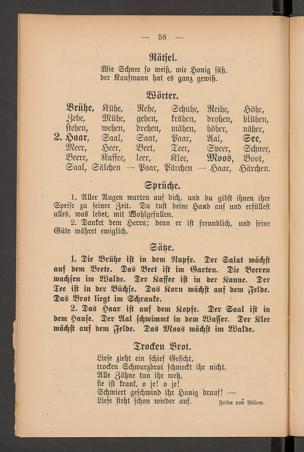 — 58 —
Rätsel.
Wie Schnee so weiß, wie Honig süß,
der Kaufmann hat es ganz gewiß.
Wörter.
Brühe, Kühe, Rehe, Schuhe, Reihe, Höhe,
Zehe, Mühe, gehen, krähen, drohen, blühen,
stehen, wehen, drehen, mähen, höher, näher,
2. Haar, Saal, Saat, Paar, Aal, See,
Meer, Heer, Beet, Teer, Speer, Schnee,
Beere, Kaffee, leer, Klee, Moos, Boot,
Saal, Sälchen — Paar, Pärchen — Haar, Härchen.
Sprüche.
1. Aller Augen warten auf dich, und du gibst ihnen ihre
Speise zu seiner Zeit. Du tust deine Hand auf und erfüllest
alles, was lebet, mit Wohlgefallen.
2. Danket dem Herrn; denn er ist freundlich, und seine
Güte währet ewiglich.
Sätze.
1. Die Brühe ist in dem Napfe. Der Salat wächst
auf dem Beete. Das Beet ist im Garten. Die Beeren
wachsen im Walde. Der Kaffee ist in der Kanne. Der
Tee ist in der Büchse. Das Korn wächst auf dem Felde.
Das Brot liegt im Schranke.
2. Das Haar ist auf dem Kopfe. Der Saal ist in
dem Hause. Der Aal schwimmt in dem Wasser. Der Klee
wächst auf dem Felde. Das Moos wächst im Walde.
Trocken Brot.
Liese zieht ein schief Gesicht,
trocken Schwarzbrot schmeckt ihr nicht.
Alle Zähne tun ihr weh,
sie ist krank, o je! o je!
Schmiert geschwind ihr Honig drauf! —
Liese steht schon wieder auf. Frida von